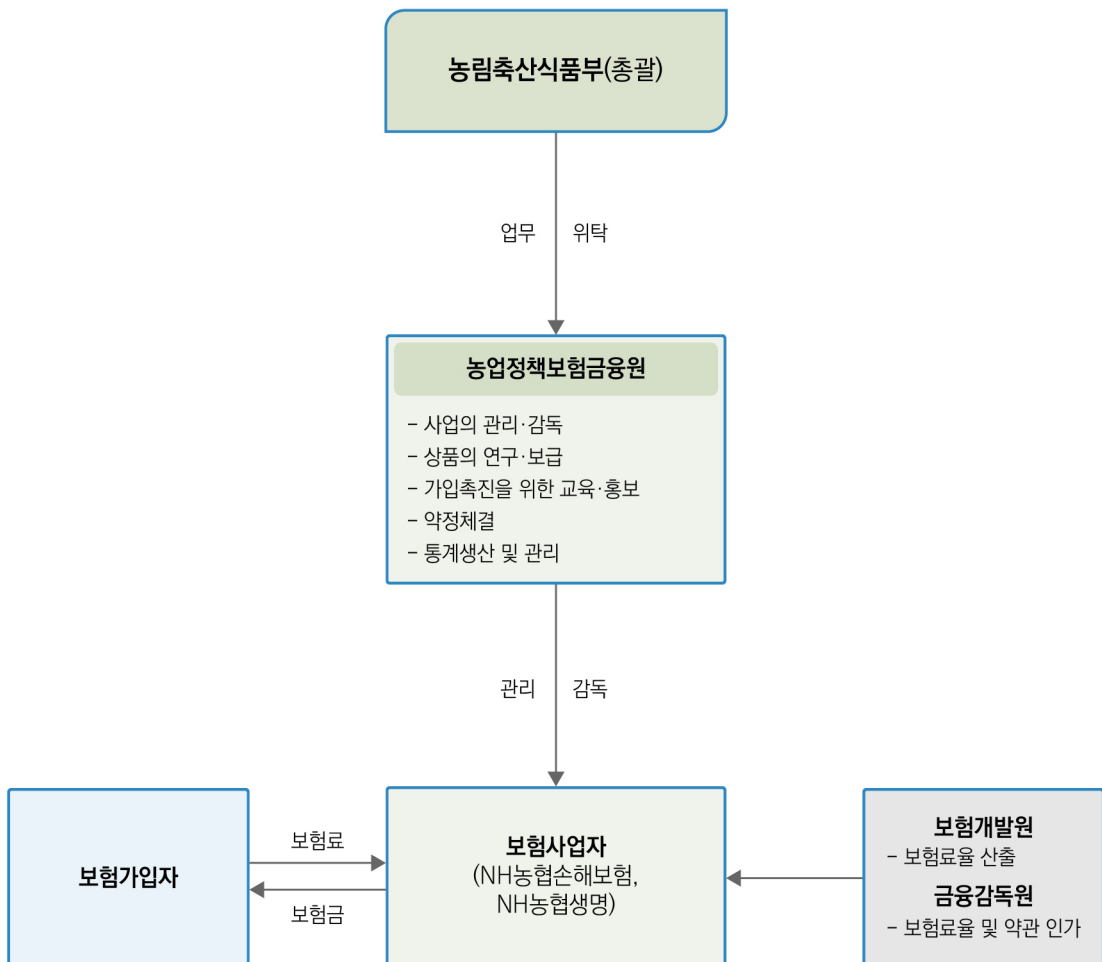 농림축산식품부(총괄)
업무 위탁
농업정책보험금융원
- 사업의 관리·감독
- 상품의 연구·보급
- 가입촉진을 위한 교육·홍보
- 약정체결
- 통계생산 및 관리
관리 감독
보험가입자
보험료
보험금
보험사업자
(NH농협손해보험,
NH농협생명)
보험개발원
- 보험료율 산출
금융감독원
- 보험료율 및 약관 인가